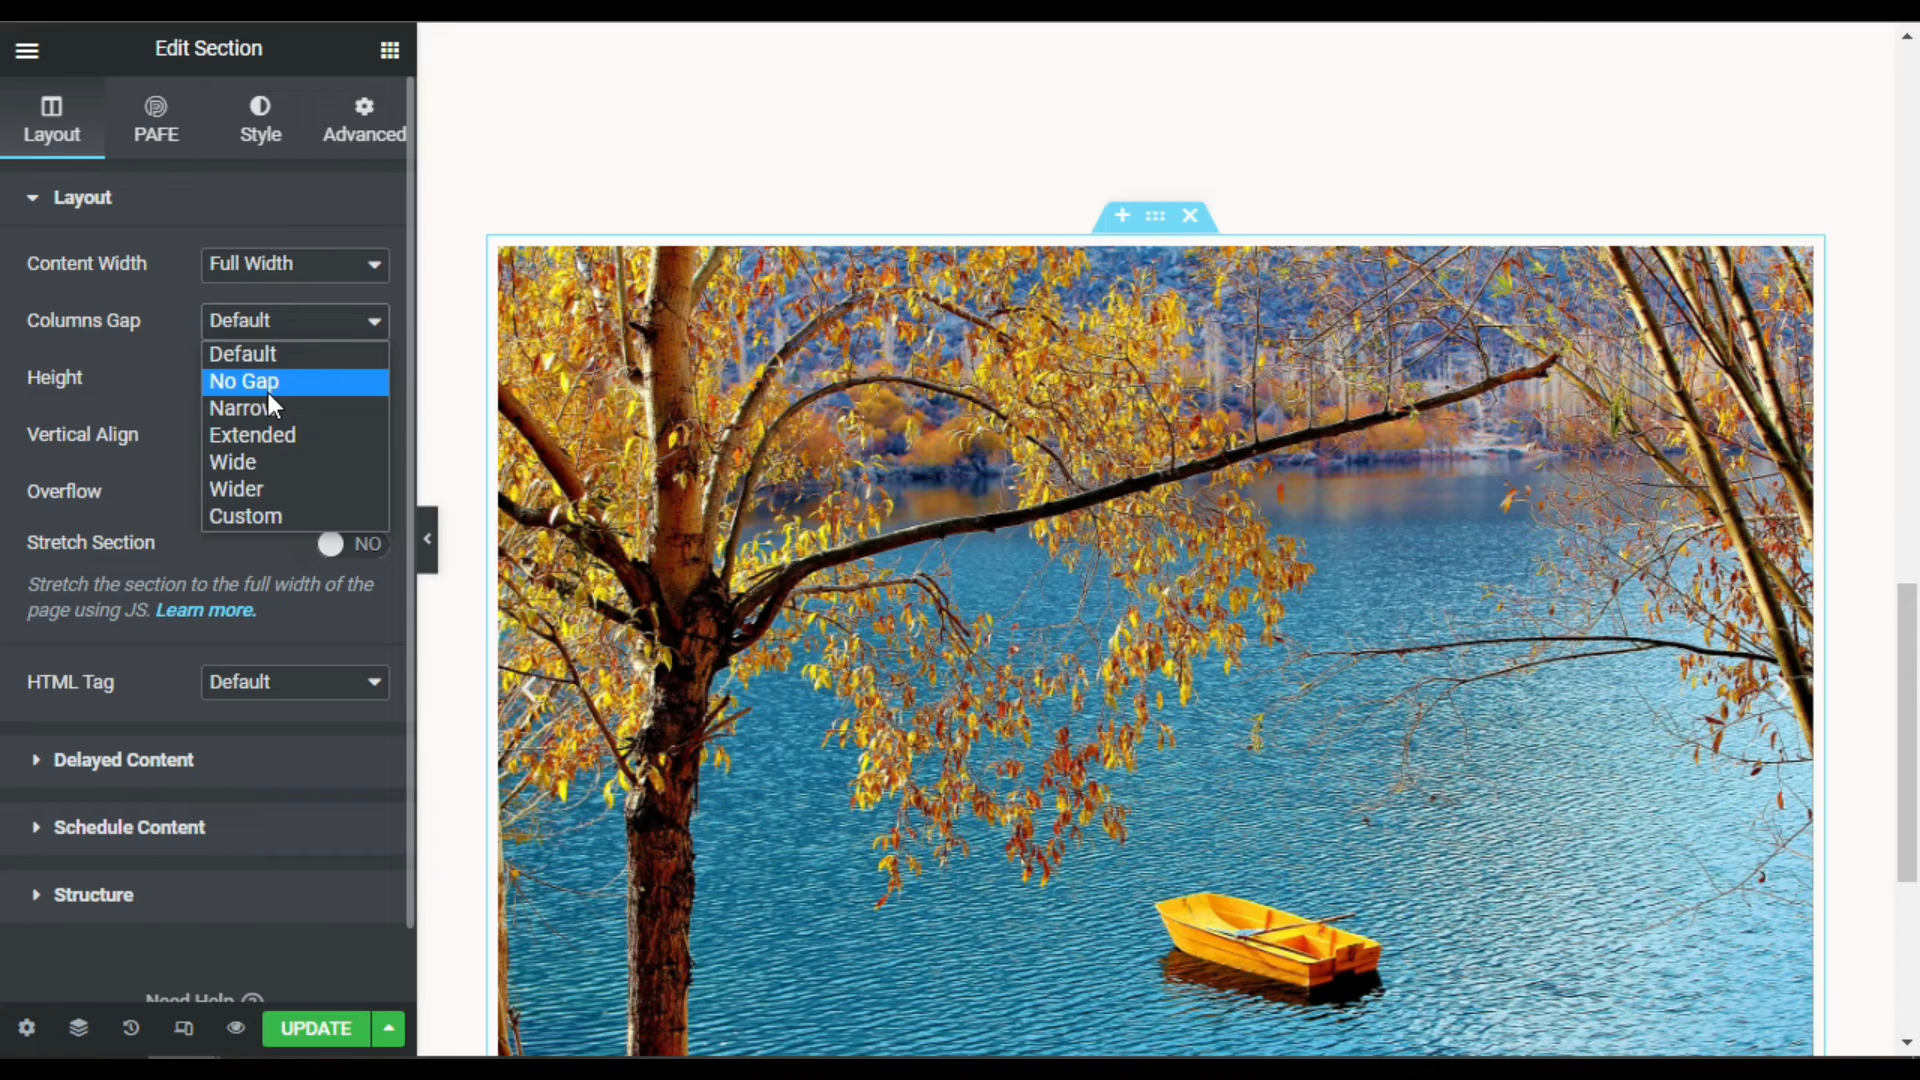 Edit Section
Layout
PAFE
Style
Advanced
Layout
Content Width
Full Width
Columns Gap
Default
Default
No Gap
Height
Narrow
Extended
Vertical Align
Wide
Wider
Overflow
Custom
Stretch Section
NO
Stretch the section to the full width of the
page using JS. Learn more.
HTML Tag
Default
Delayed Content
Schedule Content
Structure
Need Help
UPDATE